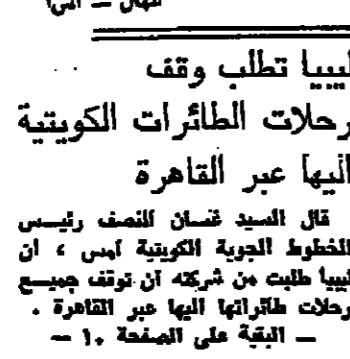 ليبيا تطلب وقف
رحلات الطائرات الكويتية
اليها عبر القاهرة
قال السيد غسان النصف رئيس
الخطوط الجوية الكويتية امس ، ان
ليبيا طلبت من شركته ان توقف جميع
رحلات طائراتها اليها عبر القاهرة .
— البقية على الصفحة ١٠ —